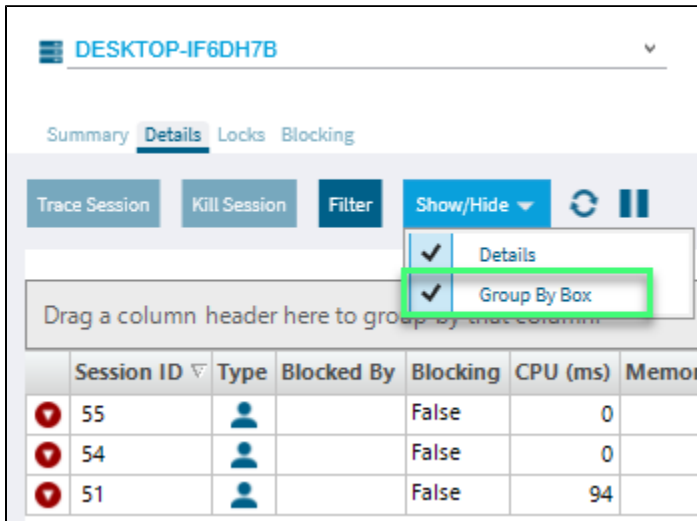 DESKTOP-IF6DH7B
Summary Details Locks Blocking
Trace Session Kill Session Filter Show/Hide
Details
Group By Box
Drag a column header here to group by that column.
Session ID Type Blocked By Blocking CPU (ms) Memor
55 False 0
54 False 0
51 False 94